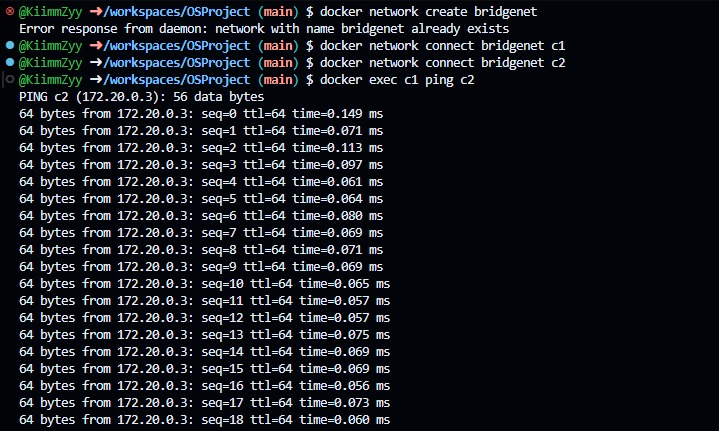 @KiimmZyy ➜/workspaces/OSProject (main) $ docker network create bridgenet
Error response from daemon: network with name bridgenet already exists
@KiimmZyy ➜/workspaces/OSProject (main) $ docker network connect bridgenet c1
@KiimmZyy ➜/workspaces/OSProject (main) $ docker network connect bridgenet c2
@KiimmZyy ➜/workspaces/OSProject (main) $ docker exec c1 ping c2
PING c2 (172.20.0.3): 56 data bytes
64 bytes from 172.20.0.3: seq=0 ttl=64 time=0.149 ms
64 bytes from 172.20.0.3: seq=1 ttl=64 time=0.071 ms
64 bytes from 172.20.0.3: seq=2 ttl=64 time=0.113 ms
64 bytes from 172.20.0.3: seq=3 ttl=64 time=0.097 ms
64 bytes from 172.20.0.3: seq=4 ttl=64 time=0.061 ms
64 bytes from 172.20.0.3: seq=5 ttl=64 time=0.064 ms
64 bytes from 172.20.0.3: seq=6 ttl=64 time=0.080 ms
64 bytes from 172.20.0.3: seq=7 ttl=64 time=0.069 ms
64 bytes from 172.20.0.3: seq=8 ttl=64 time=0.071 ms
64 bytes from 172.20.0.3: seq=9 ttl=64 time=0.069 ms
64 bytes from 172.20.0.3: seq=10 ttl=64 time=0.065 ms
64 bytes from 172.20.0.3: seq=11 ttl=64 time=0.057 ms
64 bytes from 172.20.0.3: seq=12 ttl=64 time=0.057 ms
64 bytes from 172.20.0.3: seq=13 ttl=64 time=0.075 ms
64 bytes from 172.20.0.3: seq=14 ttl=64 time=0.069 ms
64 bytes from 172.20.0.3: seq=15 ttl=64 time=0.069 ms
64 bytes from 172.20.0.3: seq=16 ttl=64 time=0.056 ms
64 bytes from 172.20.0.3: seq=17 ttl=64 time=0.073 ms
64 bytes from 172.20.0.3: seq=18 ttl=64 time=0.060 ms